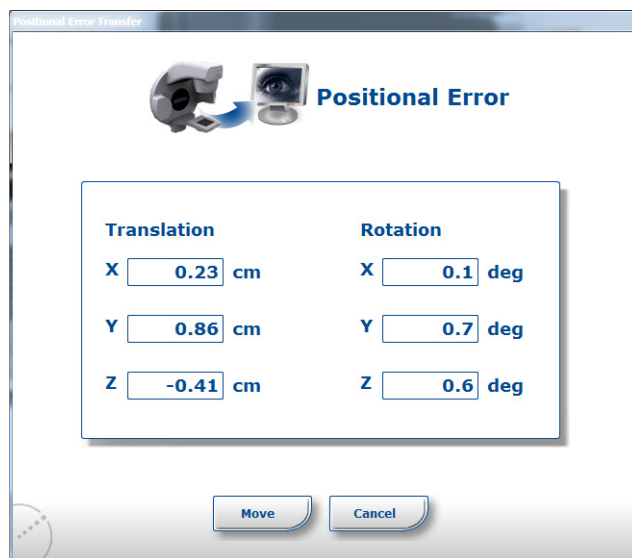 Positional Error Transfer
Positional Error
Translation Rotation
X 0.23 cm X 0.1 deg
Y 0.86 cm Y 0.7 deg
Z -0.41 cm Z 0.6 deg
Move Cancel